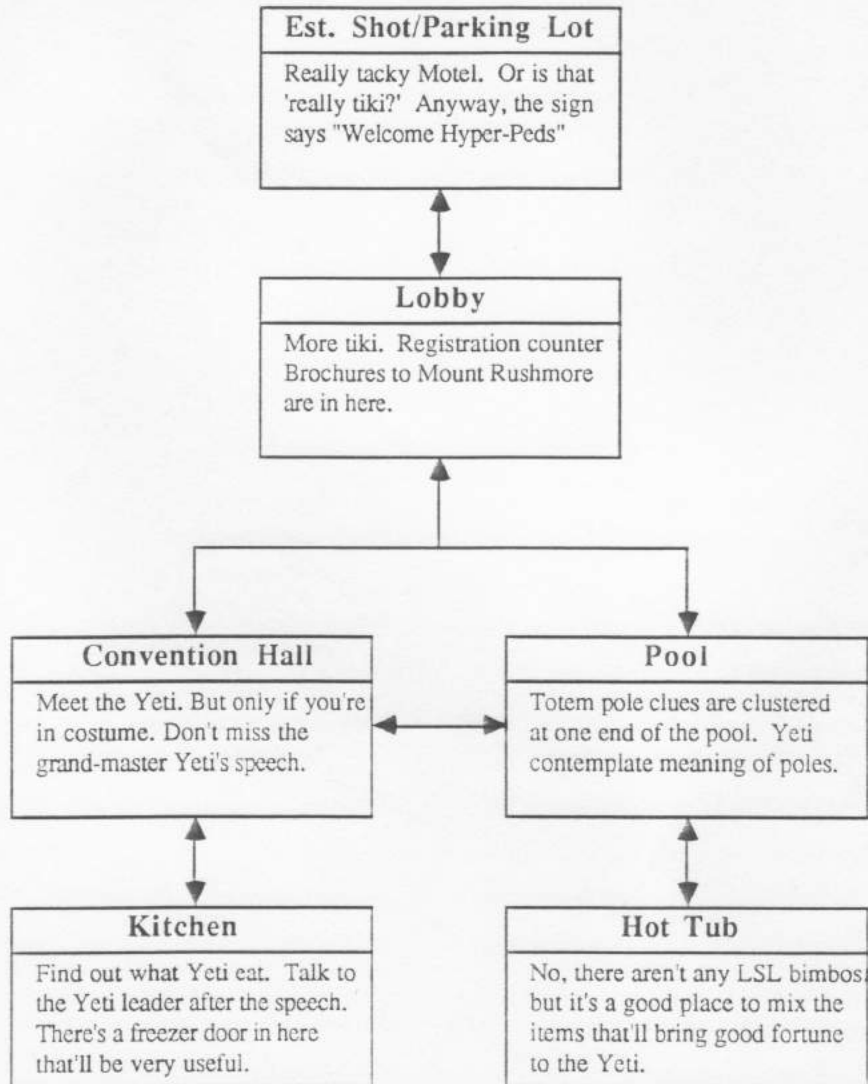 Est. Shot/Parking Lot
Really tacky Motel. Or is that
'really tiki?' Anyway, the sign
says "Welcome Hyper-Peds"
Lobby
More tiki. Registration counter
Brochures to Mount Rushmore
are in here.
Convention Hall
Meet the Yeti. But only if you're
in costume. Don't miss the
grand-master Yeti's speech.
Pool
Totem pole clues are clustered
at one end of the pool. Yeti
contemplate meaning of poles.
Kitchen
Find out what Yeti eat. Talk to
the Yeti leader after the speech.
There's a freezer door in here
that'll be very useful.
Hot Tub
No, there aren't any LSL bimbos,
but it's a good place to mix the
items that'll bring good fortune
to the Yeti.